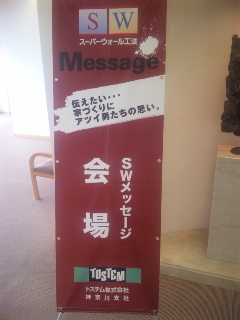 SW
スーパーウォール工法
Message
伝えたい・・・
家づくりに
アツイ男たちの思い。
SWメッセージ
会場
TOSTEM
トステム株式会社
神奈川支社